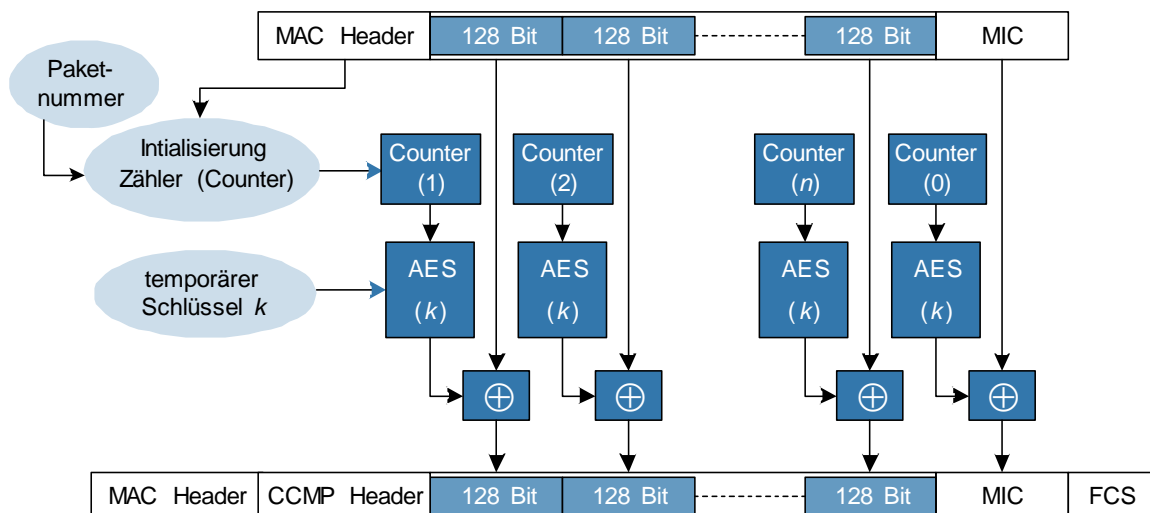 MAC Header 128 Bit 128 Bit 128 Bit MIC
Paket-
nummer
Intialisierung
Zähler (Counter)
Counter
(1)
Counter
(2)
Counter
(n)
Counter
(0)
temporärer
Schlüssel k
AES
(k)
AES
(k)
AES
(k)
AES
(k)
MAC Header CCMP Header 128 Bit 128 Bit 128 Bit MIC FCS